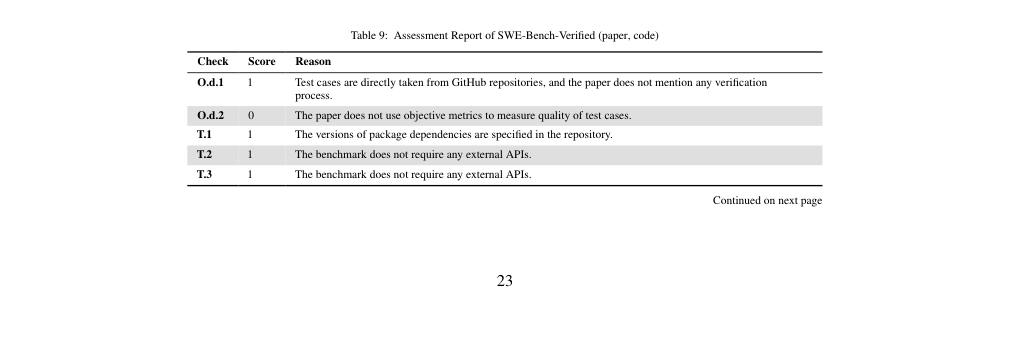 Table 9: Assessment Report of SWE-Bench-Verified (paper, code)
Check Score Reason
O.d.1 1 Test cases are directly taken from GitHub repositories, and the paper does not mention any verification
process.
O.d.2 0 The paper does not use objective metrics to measure quality of test cases.
T.1 1 The versions of package dependencies are specified in the repository.
T.2 1 The benchmark does not require any external APIs.
T.3 1 The benchmark does not require any external APIs.
Continued on next page
23